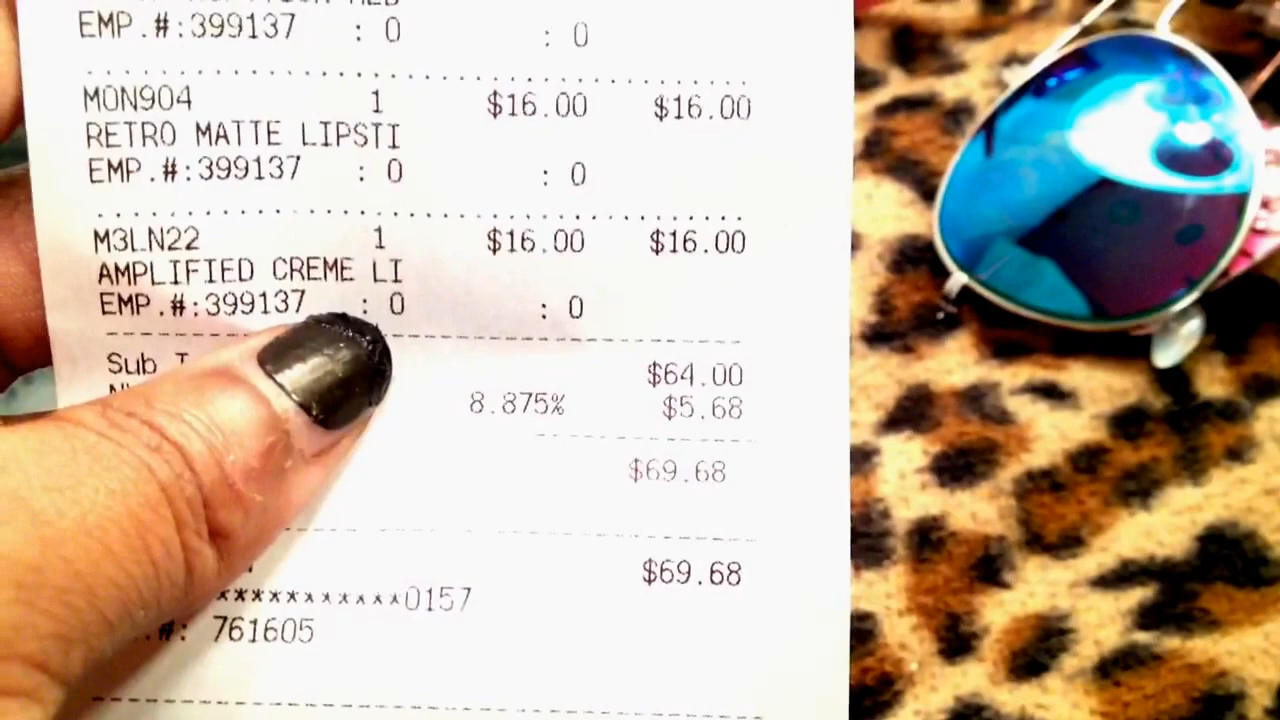 EMP.#:399137 : 0 : 0
MON904 1 $16.00 $16.00
RETRO MATTE LIPSTI
EMP.#:399137 : 0 : 0
M3LN22 1 $16.00 $16.00
AMPLIFIED CREME LI
EMP.#:399137 : 0 : 0
Sub $64.00
8.875% $5.68
$69.68
$69.68
***********0157
.#: 761605